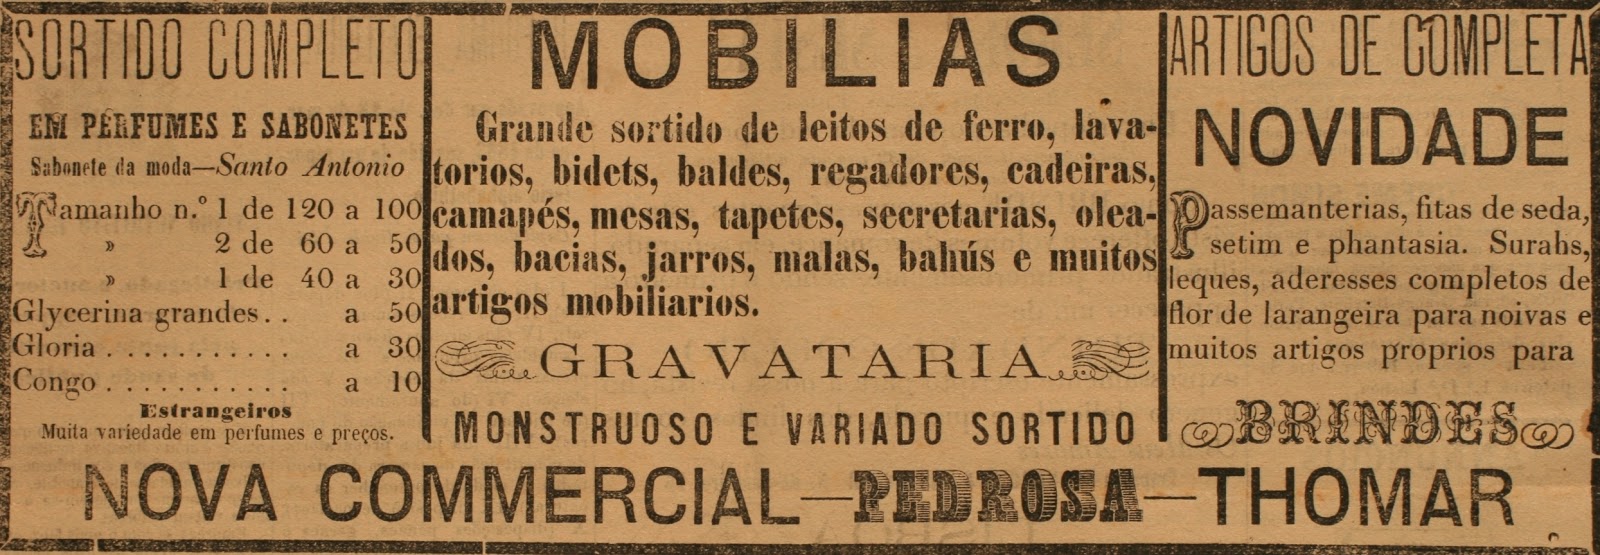 SORTIDO COMPLETO
EM PERFUMES E SABONETES
Sabonete da moda—Santo Antonio
Tamanho n.º 1 de 120 a 100
» 2 de 60 a 50
» 1 de 40 a 30
Glycerina grandes.. a 50
Gloria ........... a 30
Congo ........... a 10
Estrangeiros
Muita variedade em perfumes e preços.
MOBILIAS
Grande sortido de leitos de ferro, lava-
torios, bidets, baldes, regadores, cadeiras,
camapés, mesas, tapetes, secretarias, olea-
dos, bacias, jarros, malas, bahús e muitos
artigos mobiliarios.
GRAVATARIA
MONSTRUOSO E VARIADO SORTIDO
ARTIGOS DE COMPLETA
NOVIDADE
Passemanterias, fitas de seda,
setim e phantasia. Surahs,
leques, aderesses completos de
flor de larangeira para noivas e
muitos artigos proprios para
BRINDES
NOVA COMMERCIAL—PEDROSA—THOMAR